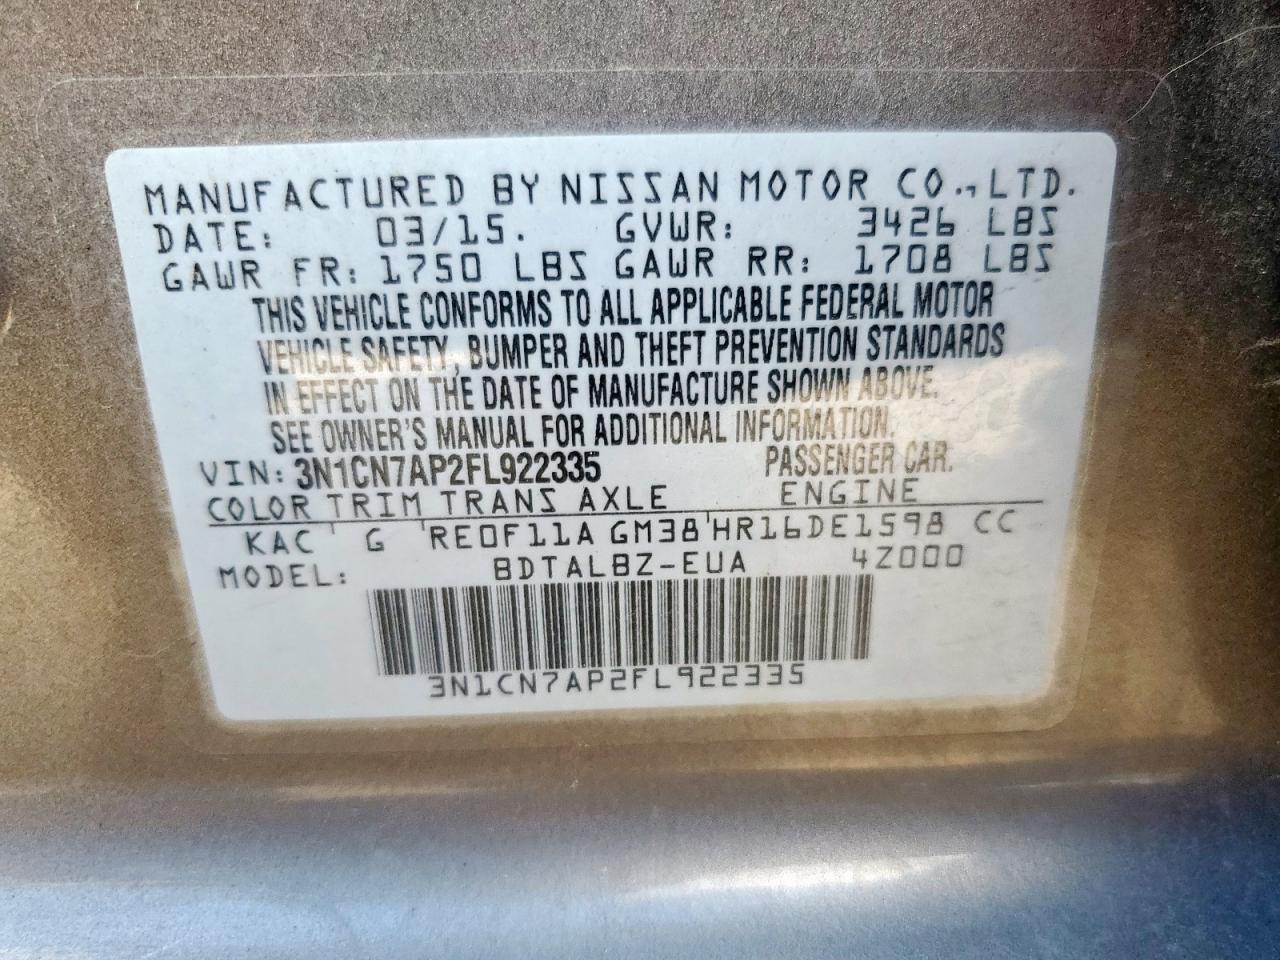 MANUFACTURED BY NISSAN MOTOR CO., LTD.
DATE: 03/15. GVWR: 3426 LBS
GAWR FR: 1750 LBS GAWR RR: 1708 LBS
THIS VEHICLE CONFORMS TO ALL APPLICABLE FEDERAL MOTOR
VEHICLE SAFETY, BUMPER AND THEFT PREVENTION STANDARDS
IN EFFECT ON THE DATE OF MANUFACTURE SHOWN ABOVE.
SEE OWNER'S MANUAL FOR ADDITIONAL INFORMATION.
VIN: 3N1CN7AP2FL922335 PASSENGER CAR.
COLOR TRIM TRANS AXLE ENGINE
KAC G RE0F11A GM38 HR16DE1598 CC
MODEL: BDTALBZ-EUA 4Z000
3N1CN7AP2FL922335